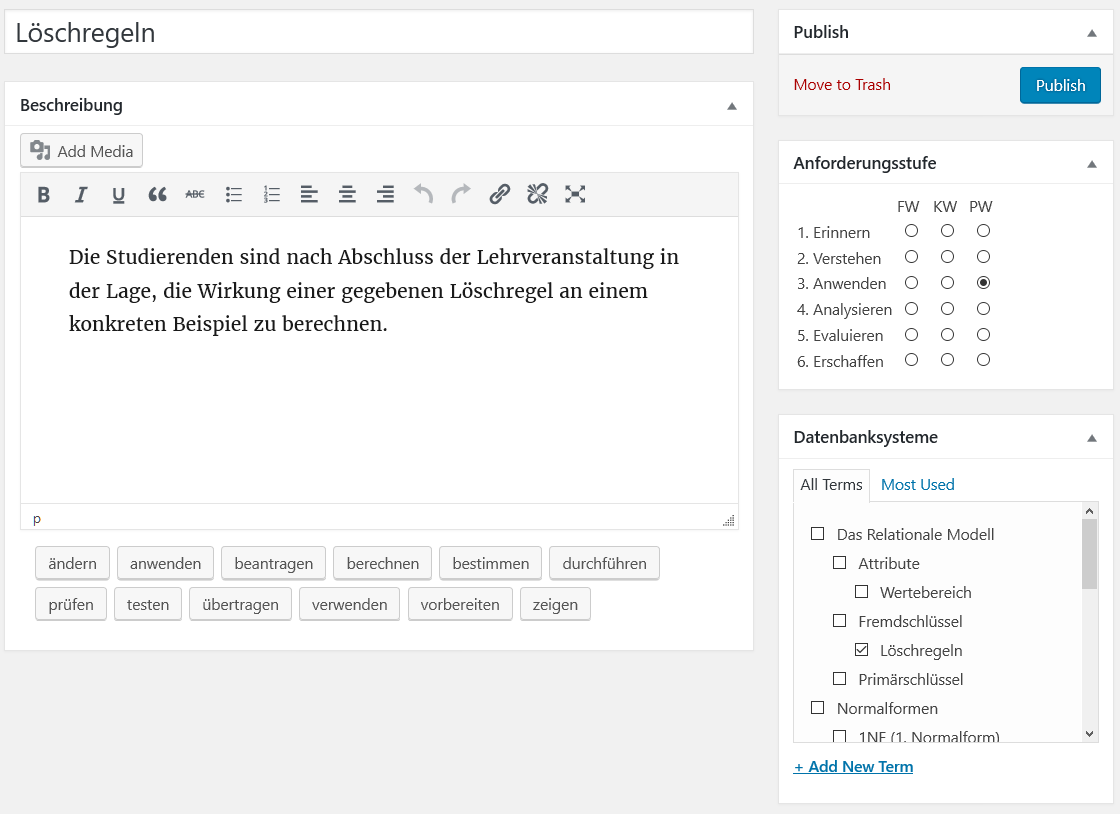 Löschregeln
Beschreibung
Add Media
B I U ABC
Die Studierenden sind nach Abschluss der Lehrveranstaltung in
der Lage, die Wirkung einer gegebenen Löschregel an einem
konkreten Beispiel zu berechnen.
p
ändern anwenden beantragen berechnen bestimmen durchführen
prüfen testen übertragen verwenden vorbereiten zeigen
Publish
Move to Trash Publish
Anforderungsstufe
FW KW PW
1. Erinnern
2. Verstehen
3. Anwenden
4. Analysieren
5. Evaluieren
6. Erschaffen
Datenbanksysteme
All Terms Most Used
Das Relationale Modell
Attribute
Wertebereich
Fremdschlüssel
Löschregeln
Primärschlüssel
Normalformen
1NF (1. Normalform)
+ Add New Term